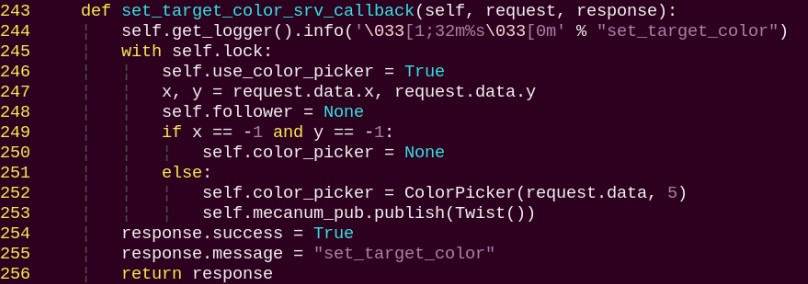 243     def set_target_color_srv_callback(self, request, response):
244         self.get_logger().info('\033[1;32m%s\033[0m' % "set_target_color")
245         with self.lock:
246             self.use_color_picker = True
247             x, y = request.data.x, request.data.y
248             self.follower = None
249             if x == -1 and y == -1:
250                 self.color_picker = None
251             else:
252                 self.color_picker = ColorPicker(request.data, 5)
253                 self.mecanum_pub.publish(Twist())
254         response.success = True
255         response.message = "set_target_color"
256         return response